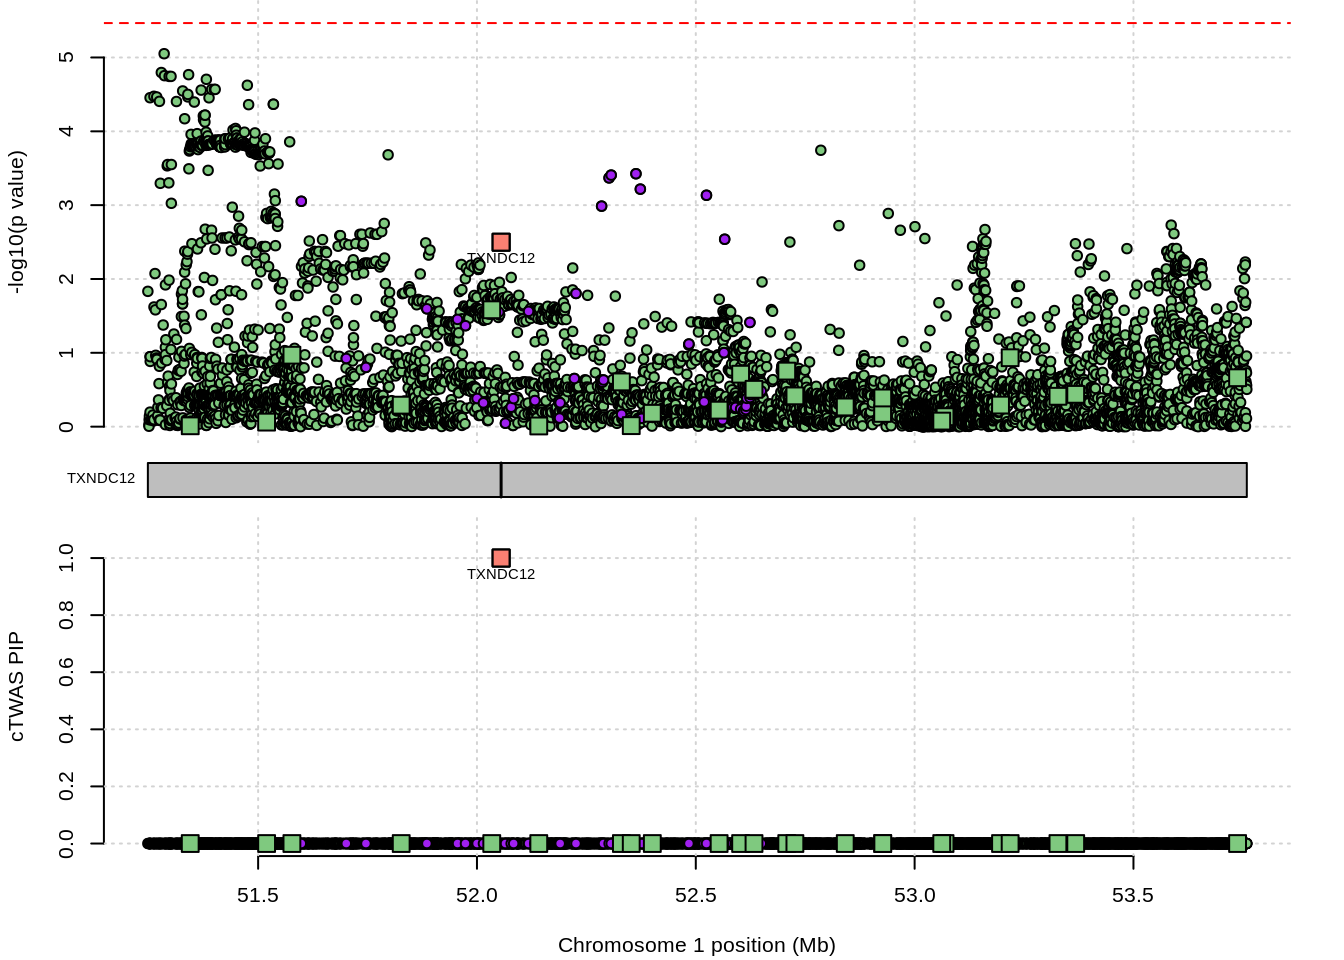 -log10(p value)
5
4
3
2
1
0
TXNDC12
TXNDC12
cTWAS PIP
1.0
0.8
0.6
0.4
0.2
0.0
TXNDC12
51.5 52.0 52.5 53.0 53.5
Chromosome 1 position (Mb)